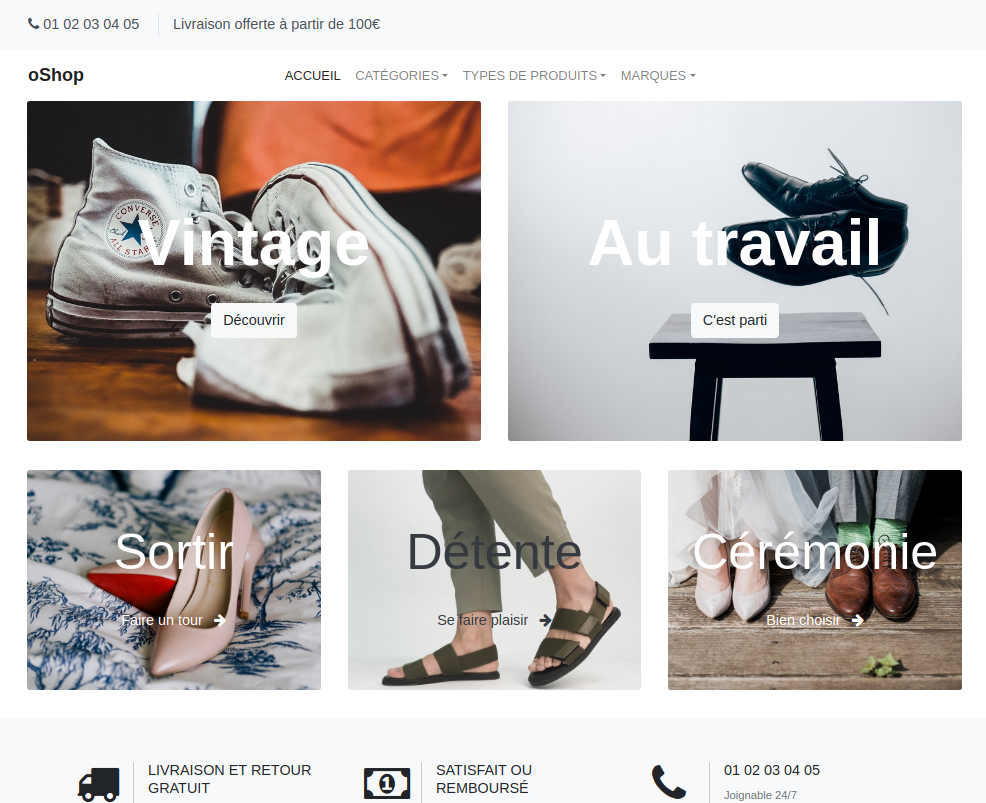 01 02 03 04 05
Livraison offerte à partir de 100€
oShop
ACCUEIL CATÉGORIES TYPES DE PRODUITS MARQUES
CONVERSE
ALL STAR
Vintage
Découvrir
Au travail
C'est parti
Sortir
Faire un tour
Détente
Se faire plaisir
Cérémonie
Bien choisir
LIVRAISON ET RETOUR
GRATUIT
1
SATISFAIT OU
REMBOURSÉ
01 02 03 04 05
Joignable 24/7